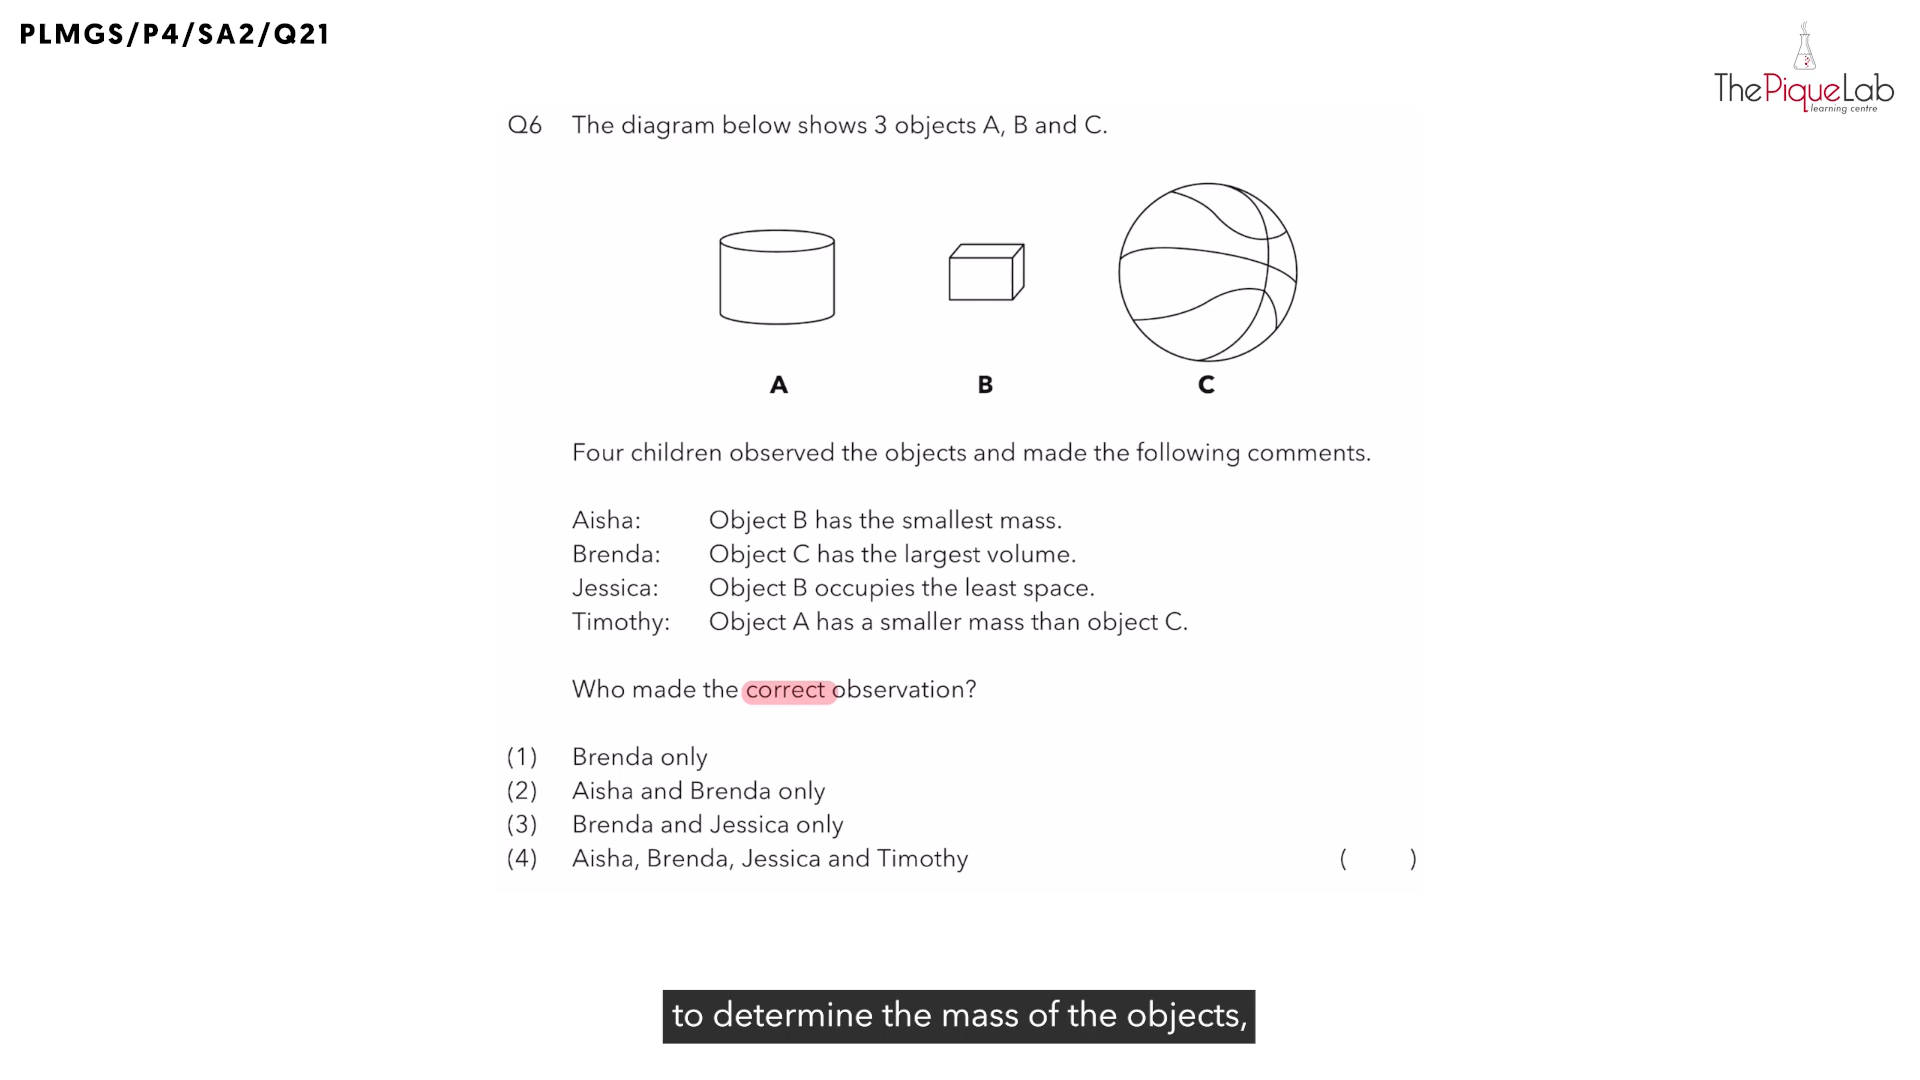 PLMGS/P4/SA2/Q21
ThePiqueLab
learning centre
Q6 The diagram below shows 3 objects A, B and C.
A B C
Four children observed the objects and made the following comments.
Aisha: Object B has the smallest mass.
Brenda: Object C has the largest volume.
Jessica: Object B occupies the least space.
Timothy: Object A has a smaller mass than object C.
Who made the correct observation?
(1) Brenda only
(2) Aisha and Brenda only
(3) Brenda and Jessica only
(4) Aisha, Brenda, Jessica and Timothy ( )
to determine the mass of the objects,